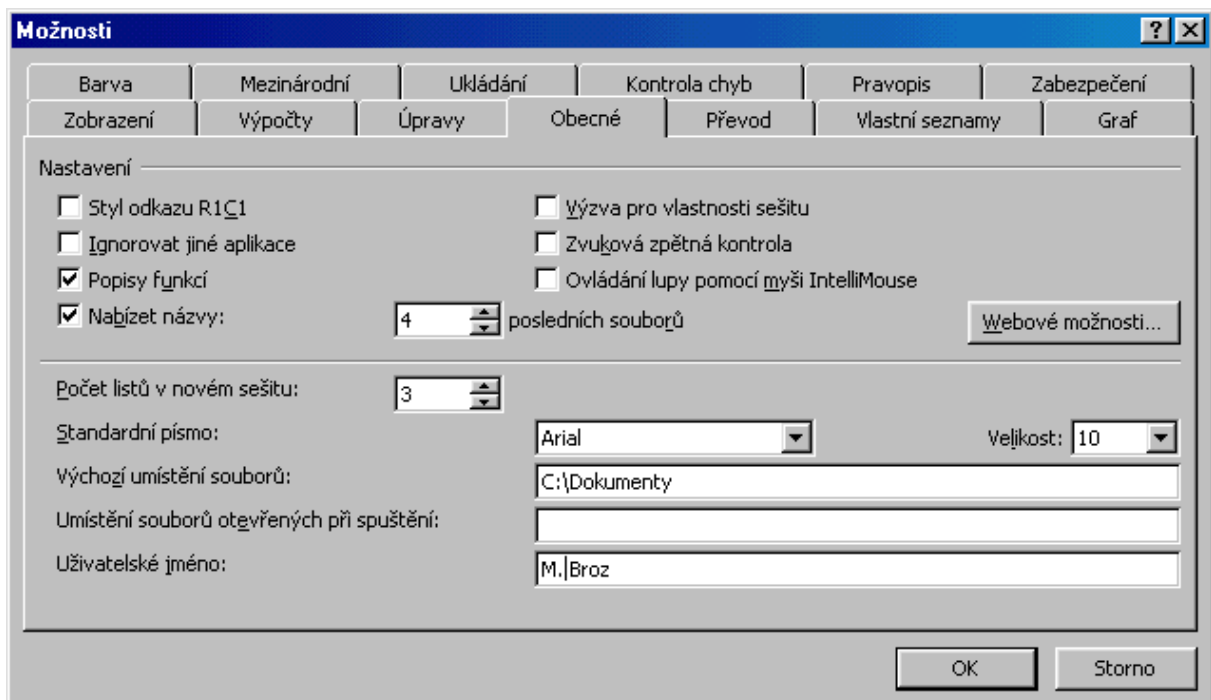 Možnosti
Barva Mezinárodní Ukládání Kontrola chyb Pravopis Zabezpečení
Zobrazení Výpočty Úpravy Obecné Převod Vlastní seznamy Graf
Nastavení
Styl odkazu R1C1 Výzva pro vlastnosti sešitu
Ignorovat jiné aplikace Zvuková zpětná kontrola
Popisy funkcí Ovládání lupy pomocí myši IntelliMouse
Nabízet názvy: 4 posledních souborů Webové možnosti...
Počet listů v novém sešitu: 3
Standardní písmo: Arial Velikost: 10
Výchozí umístění souborů: C:\Dokumenty
Umístění souborů otevřených při spuštění:
Uživatelské jméno: M. Broz
OK Storno